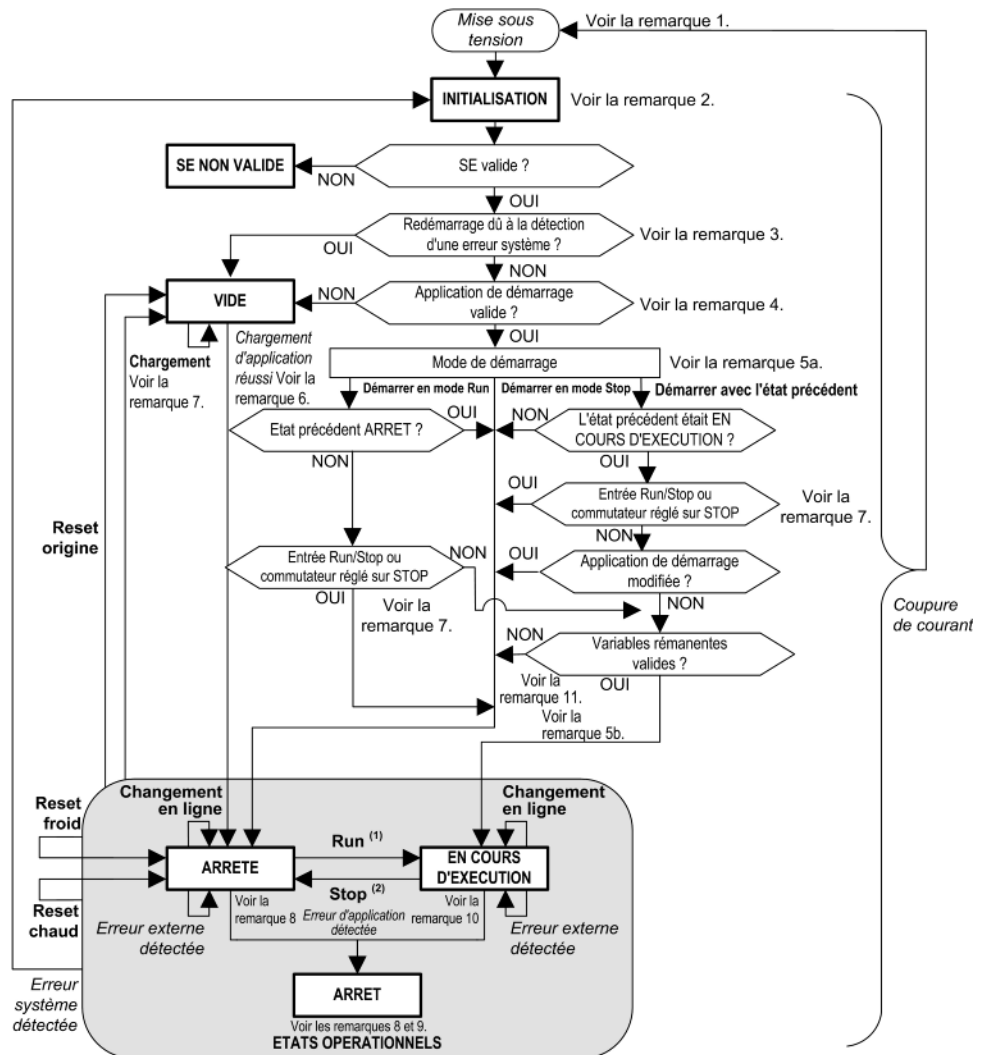 Mise sous
tension
Voir la remarque 1.
INITIALISATION
Voir la remarque 2.
SE NON VALIDE
NON
SE valide ?
OUI
Redémarrage dû à la détection
d'une erreur système ?
Voir la remarque 3.
OUI
NON
VIDE
NON
Application de démarrage
valide ?
Voir la remarque 4.
OUI
Chargement
Voir la
remarque 7.
Chargement
d'application
réussi Voir la
remarque 6.
Mode de démarrage
Voir la remarque 5a.
Démarrer en mode Run
Démarrer en mode Stop
Démarrer avec l'état précédent
Etat précédent ARRET ?
OUI
NON
L'état précédent était EN
COURS D'EXECUTION ?
NON
OUI
OUI
Entrée Run/Stop ou
commutateur réglé sur STOP
Voir la
remarque 7.
NON
Reset
origine
Entrée Run/Stop ou
commutateur réglé sur STOP
NON
OUI
Voir la
remarque 7.
OUI
Application de démarrage
modifiée ?
NON
Coupure
de courant
NON
Variables rémanentes
valides ?
OUI
Voir la
remarque 11.
Voir la
remarque 5b.
Reset
froid
Changement
en ligne
Changement
en ligne
Run (1)
ARRETE
EN COURS
D'EXECUTION
Stop (2)
Reset
chaud
Erreur externe
détectée
Voir la
remarque 8
Erreur d'application
détectée
Voir la
remarque 10
Erreur externe
détectée
Erreur
système
détectée
ARRET
Voir les remarques 8 et 9.
ETATS OPERATIONNELS